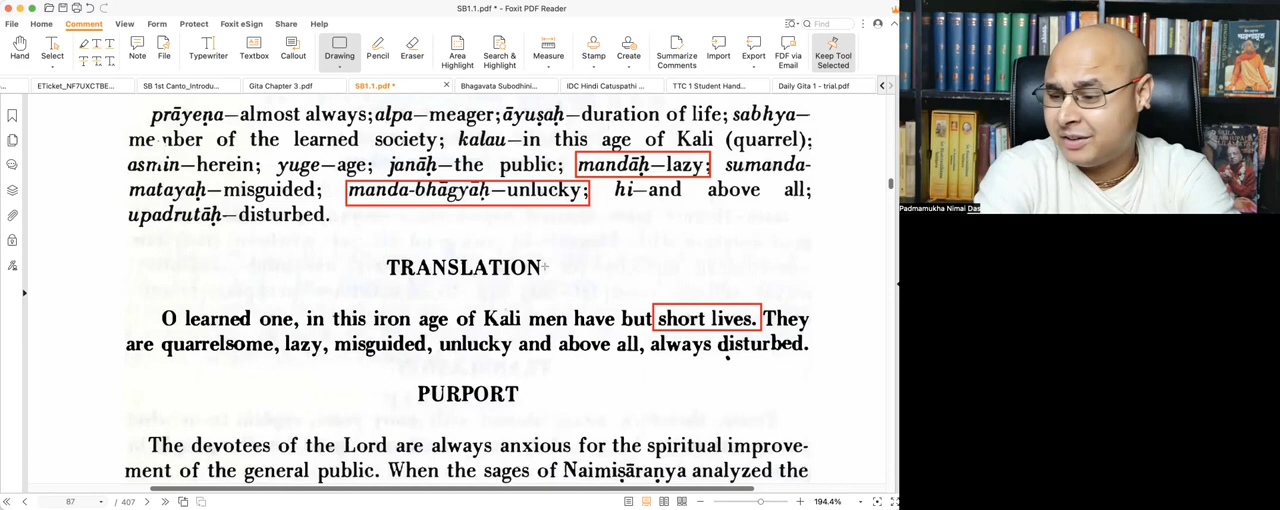 SB1.1.pdf * - Foxit PDF Reader
File Home Comment View Form Protect Foxit eSign Share Help Find
Hand Select Note File Typewriter Textbox Callout Drawing Pencil Eraser Area Highlight Search & Highlight Measure Stamp Create Summarize Comments Import Export FDF via Email Keep Tool Selected
ETicket_NF7UXCTBE... SB 1st Canto_Introdu... Gita Chapter 3.pdf SB1.1.pdf * Bhagavata Subodhini... IDC Hindi Catuspathi ... TTC 1 Student Hand... Daily Gita 1 - trial.pdf
prāyeṇa—almost always; alpa—meager; āyuṣaḥ—duration of life; sabhya—
member of the learned society; kalau—in this age of Kali (quarrel);
asmin—herein; yuge—age; janāḥ—the public; mandāḥ—lazy; sumanda-
matayaḥ—misguided; manda-bhāgyāḥ—unlucky; hi—and above all;
upadrutāḥ—disturbed.
TRANSLATION
O learned one, in this iron age of Kali men have but short lives. They
are quarrelsome, lazy, misguided, unlucky and above all, always disturbed.
PURPORT
The devotees of the Lord are always anxious for the spiritual improve-
ment of the general public. When the sages of Naimiṣāraṇya analyzed the
87 / 407 194.4%
Padmamukha Nimai Das